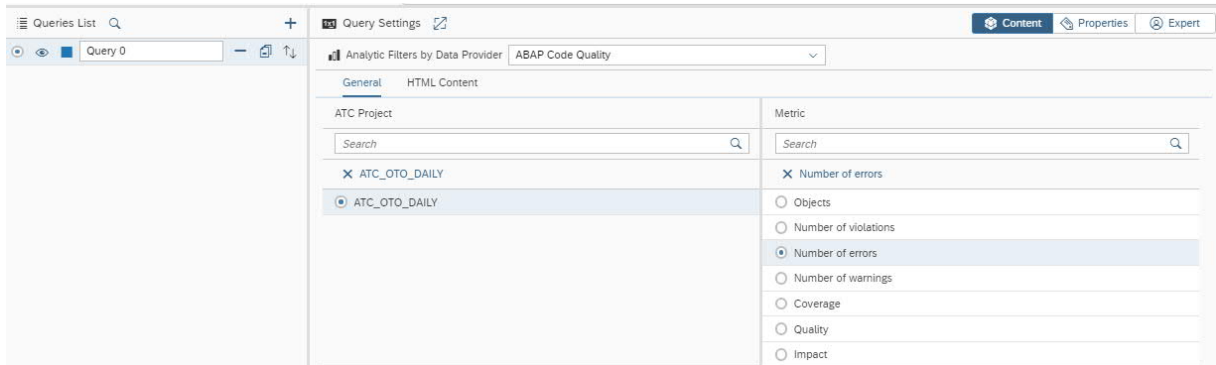 Queries List
Query 0
Query Settings
Content
Properties
Expert
Analytic Filters by Data Provider
ABAP Code Quality
General
HTML Content
ATC Project
Search
ATC_OTO_DAILY
ATC_OTO_DAILY
Metric
Search
Number of errors
Objects
Number of violations
Number of errors
Number of warnings
Coverage
Quality
Impact